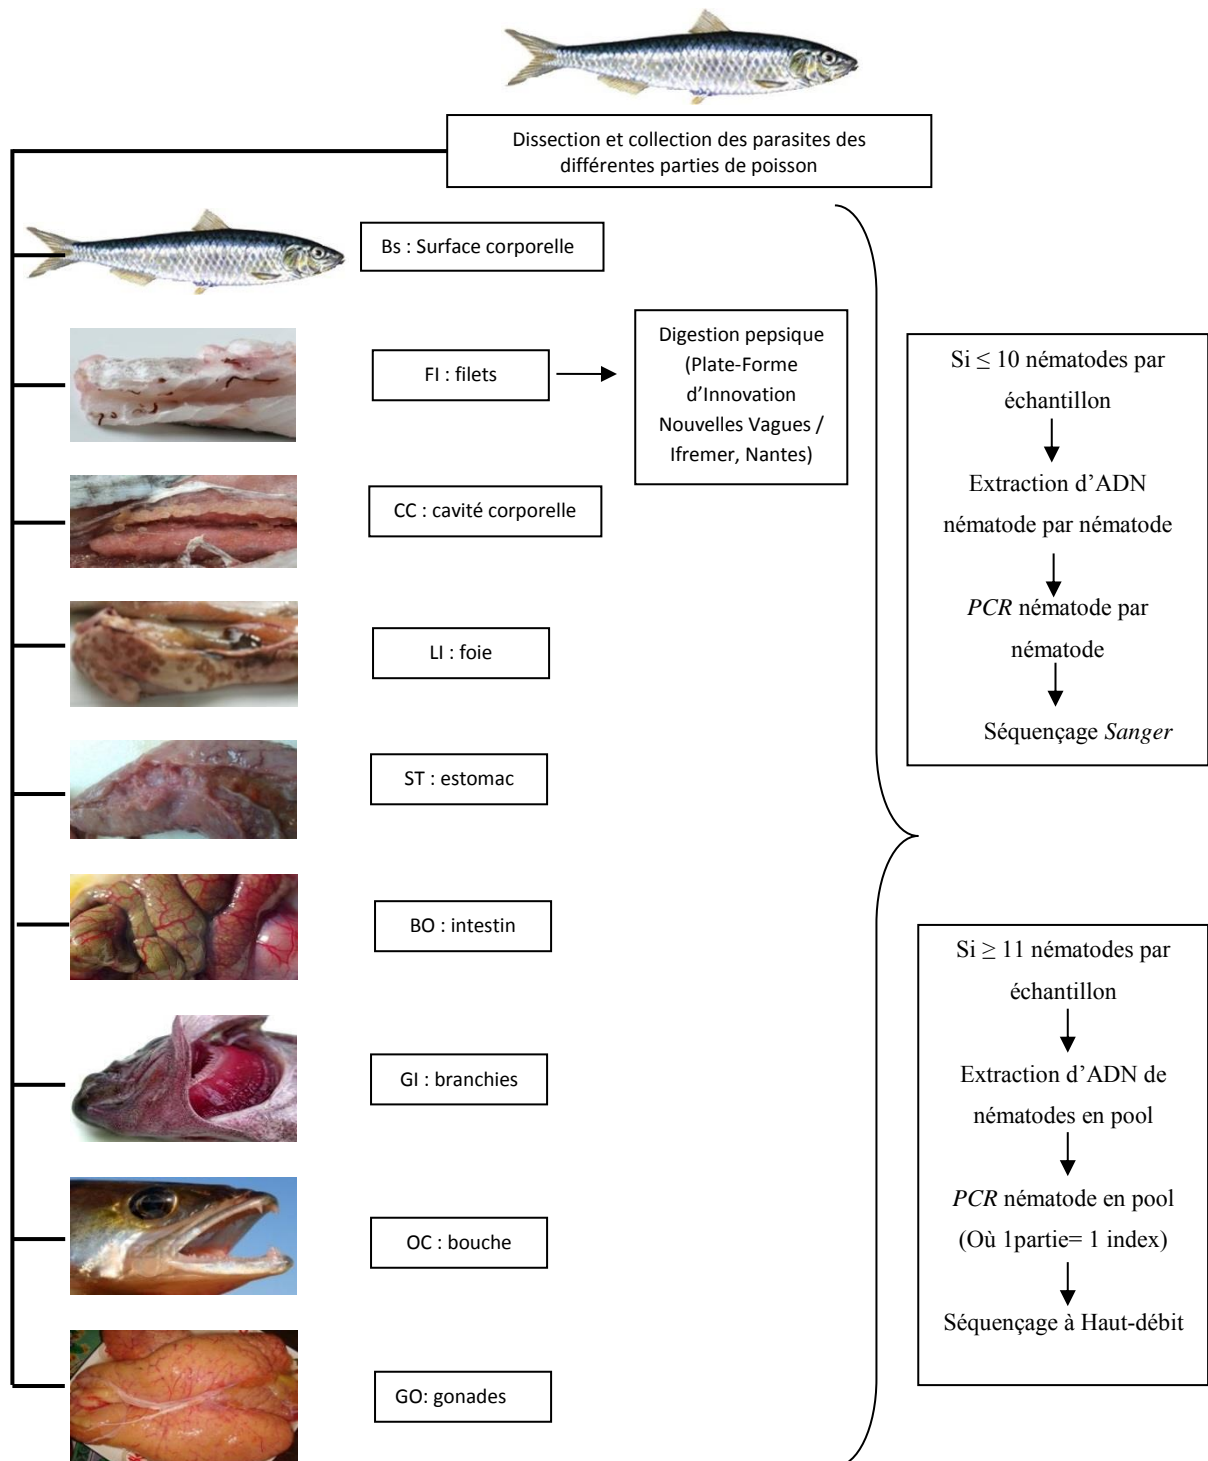 Dissection et collection des parasites des
différentes parties de poisson
Bs : Surface corporelle
FI : filets
Digestion pepsique
(Plate-Forme
d’Innovation
Nouvelles Vagues /
Ifremer, Nantes)
CC : cavité corporelle
LI : foie
ST : estomac
BO : intestin
GI : branchies
OC : bouche
GO: gonades
Si ≤ 10 nématodes par
échantillon
Extraction d’ADN
nématode par nématode
PCR nématode par
nématode
Séquençage Sanger
Si ≥ 11 nématodes par
échantillon
Extraction d’ADN de
nématodes en pool
PCR nématode en pool
(Où 1partie= 1 index)
Séquençage à Haut-débit